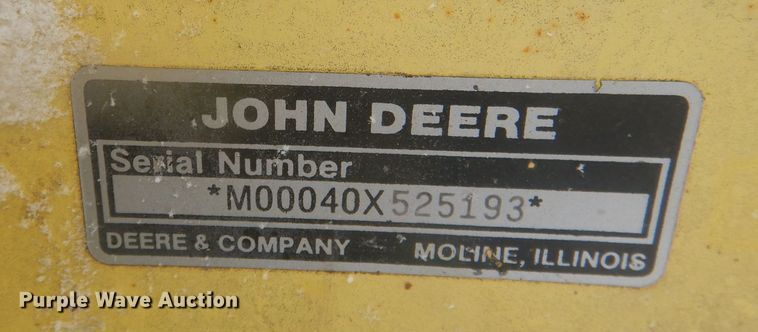 JOHN DEERE
Serial Number
*M00040X525193*
DEERE & COMPANY MOLINE, ILLINOIS
Purple Wave Auction